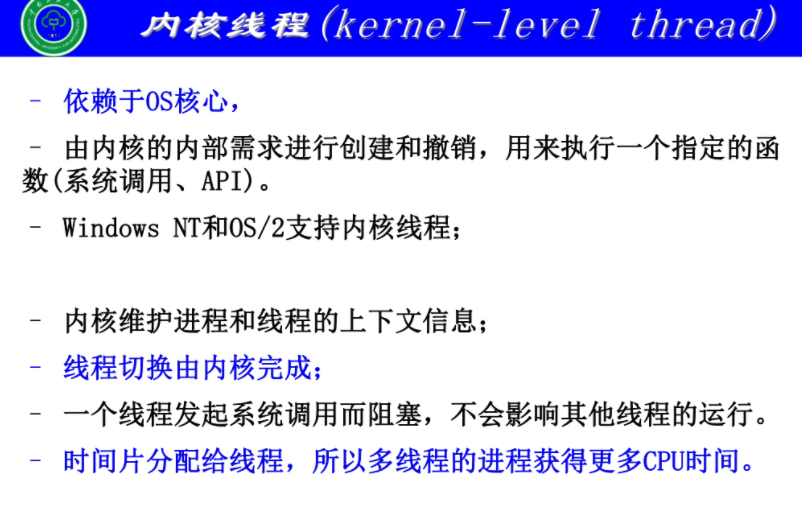 内核线程(kernel-level thread)
- 依赖于OS核心，
- 由内核的内部需求进行创建和撤销，用来执行一个指定的函
数(系统调用、API)。
- Windows NT和OS/2支持内核线程；
- 内核维护进程和线程的上下文信息；
- 线程切换由内核完成；
- 一个线程发起系统调用而阻塞，不会影响其他线程的运行。
- 时间片分配给线程，所以多线程的进程获得更多CPU时间。